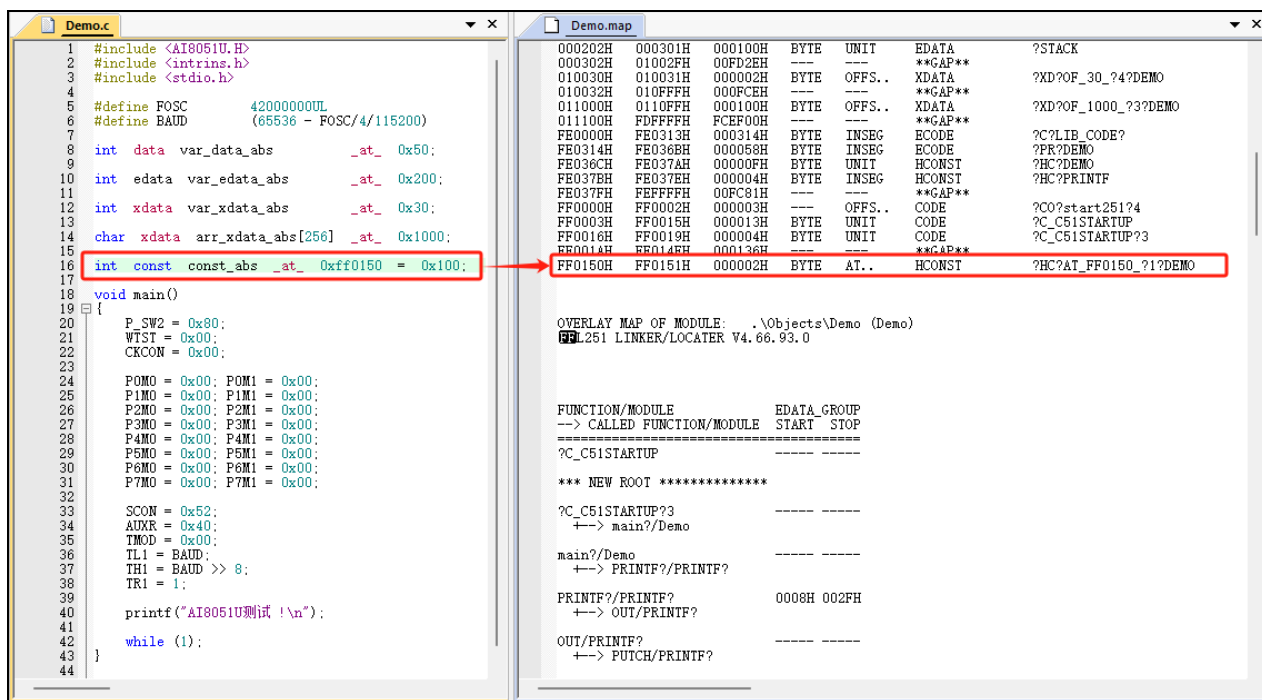 Demo.c
1 #include <AI8051U.H>
2 #include <intrins.h>
3 #include <stdio.h>
4
5 #define FOSC 42000000UL
6 #define BAUD (65536 - FOSC/4/115200)
7
8 int data var_data_abs _at_ 0x50;
9
10 int edata var_edata_abs _at_ 0x200;
11
12 int xdata var_xdata_abs _at_ 0x30;
13
14 char xdata arr_xdata_abs[256] _at_ 0x1000;
15
16 int const const_abs _at_ 0xff0150 = 0x100;
17
18 void main()
19 {
20 P_SW2 = 0x80;
21 WTST = 0x00;
22 CKCON = 0x00;
23
24 P0M0 = 0x00; P0M1 = 0x00;
25 P1M0 = 0x00; P1M1 = 0x00;
26 P2M0 = 0x00; P2M1 = 0x00;
27 P3M0 = 0x00; P3M1 = 0x00;
28 P4M0 = 0x00; P4M1 = 0x00;
29 P5M0 = 0x00; P5M1 = 0x00;
30 P6M0 = 0x00; P6M1 = 0x00;
31 P7M0 = 0x00; P7M1 = 0x00;
32
33 SCON = 0x52;
34 AUXR = 0x40;
35 TMOD = 0x00;
36 TL1 = BAUD;
37 TH1 = BAUD >> 8;
38 TR1 = 1;
39
40 printf("AI8051U测试 !\n");
41
42 while (1);
43 }
44
Demo.map
000202H 000301H 000100H BYTE UNIT EDATA ?STACK
000302H 01002FH 00FD2EH --- --- **GAP**
010030H 010031H 000002H BYTE OFFS.. XDATA ?XD?OF_30_?4?DEMO
010032H 010FFFH 000FCEH --- --- **GAP**
011000H 0110FFH 000100H BYTE OFFS.. XDATA ?XD?OF_1000_?3?DEMO
011100H FDFFFFH FCEF00H --- --- **GAP**
FE0000H FE0313H 000314H BYTE INSEG ECODE ?C?LIB_CODE?
FE0314H FE036BH 000058H BYTE INSEG ECODE ?PR?DEMO
FE036CH FE037AH 00000FH BYTE UNIT HCONST ?HC?DEMO
FE037BH FE037EH 000004H BYTE INSEG HCONST ?HC?PRINTF
FE037FH FEFFFFH 00FC81H --- --- **GAP**
FF0000H FF0002H 000003H --- OFFS.. CODE ?CO?start251?4
FF0003H FF0015H 000013H BYTE UNIT CODE ?C_C51STARTUP
FF0016H FF0019H 000004H BYTE UNIT CODE ?C_C51STARTUP?3
FF001AH FF014FH 000136H --- --- **GAP**
FF0150H FF0151H 000002H BYTE AT.. HCONST ?HC?AT_FF0150_?1?DEMO
OVERLAY MAP OF MODULE: .\Objects\Demo (Demo)
FF L251 LINKER/LOCATER V4.66.93.0
FUNCTION/MODULE EDATA_GROUP
--> CALLED FUNCTION/MODULE START STOP
========================================
?C_C51STARTUP ----- -----
*** NEW ROOT **************
?C_C51STARTUP?3 ----- -----
+--> main?/Demo
main?/Demo ----- -----
+--> PRINTF?/PRINTF?
PRINTF?/PRINTF? 0008H 002FH
+--> OUT/PRINTF?
OUT/PRINTF? ----- -----
+--> PUTCH/PRINTF?